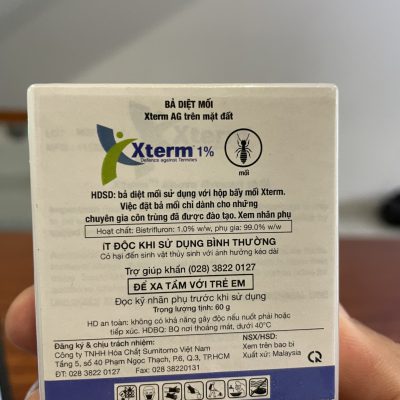 BẢ DIỆT MỐI
Xterm AG trên mặt đất
Xterm 1%
Defence against Termites
mối
HDSD: bả diệt mối sử dụng với hộp bẫy mối Xterm.
Việc đặt bả mối chỉ dành cho những
chuyên gia côn trùng đã được đào tạo. Xem nhãn phụ
Hoạt chất: Bistrifluron: 1.0% w/w, phụ gia: 99.0% w/w
ÍT ĐỘC KHI SỬ DỤNG BÌNH THƯỜNG
Có hại đến sinh vật thủy sinh với ảnh hưởng kéo dài
Trợ giúp khẩn (028) 3822 0127
ĐỂ XA TẦM VỚI TRẺ EM
Đọc kỹ nhãn phụ trước khi sử dụng
Trọng lượng tịnh: 60 g
HD an toàn: không có khả năng gây độc nếu nuốt phải hoặc
tiếp xúc trực tiếp. HDBQ: BQ nơi thoáng mát, dưới 40°C
Đăng ký & chịu trách nhiệm:
Công ty TNHH Hóa Chất Sumitomo Việt Nam
Tầng 5, số 40 Phạm Ngọc Thạch, P.6, Q.3, TP.HCM
ĐT: 028 3822 0127 Fax: 028 38220131
NSX/HSD:
Xem trên bao bì
Xuất xứ: Malaysia